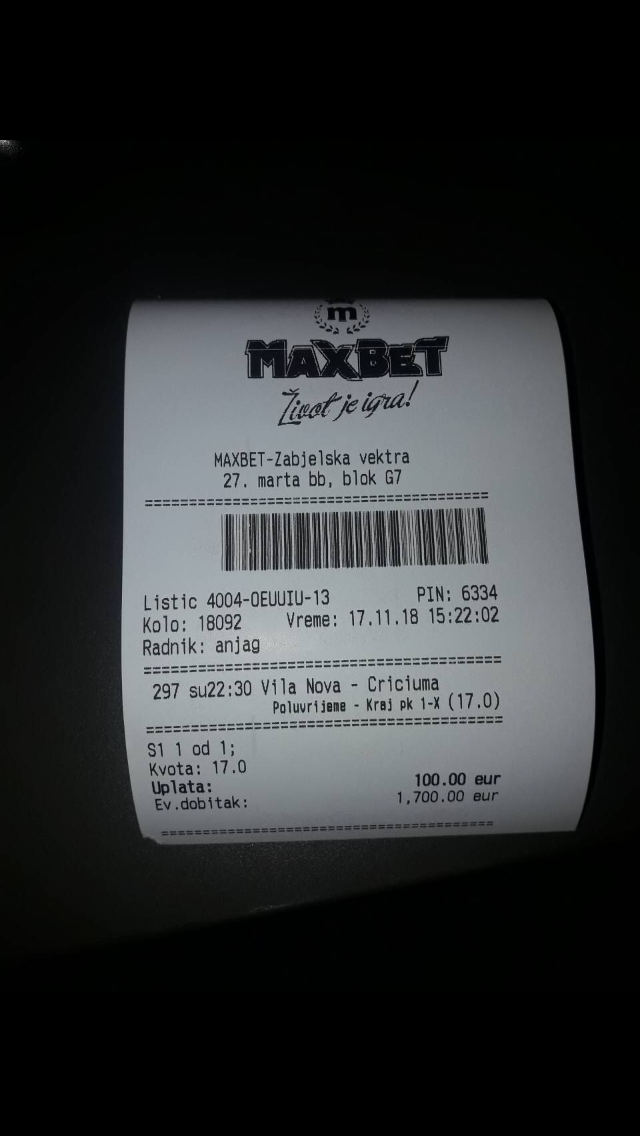 m
MAXBET
Život je igra!
MAXBET-Zabjelska vektra
27. marta bb, blok G7
================================================
Listic 4004-OEUUIU-13 PIN: 6334
Kolo: 18092 Vreme: 17.11.18 15:22:02
Radnik: anjag
================================================
297 su22:30 Vila Nova - Criciuma
Poluvrijeme - Kraj pk 1-X (17.0)
================================================
S1 1 od 1;
Kvota: 17.0
Uplata: 100.00 eur
Ev.dobitak: 1,700.00 eur
================================================